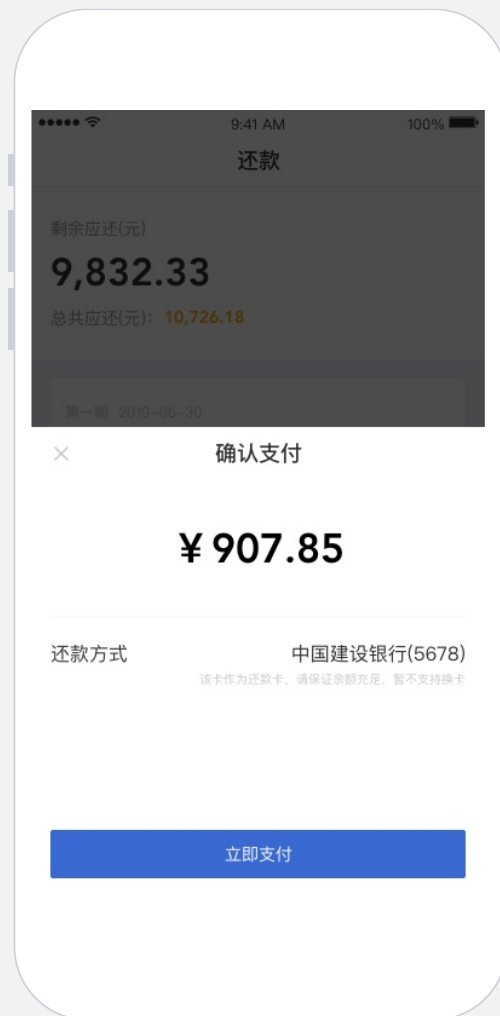 9:41 AM 100%
还款
剩余应还(元)
9,832.33
总共应还(元)：10,726.18
第一期 2019-06-30
确认支付
¥907.85
还款方式 中国建设银行(5678)
该卡作为还款卡，请保证余额充足，暂不支持换卡
立即支付